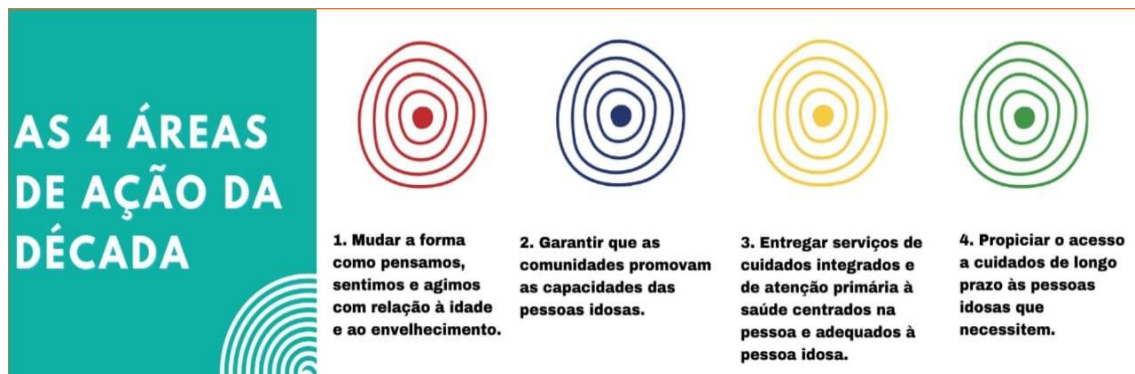 AS 4 ÁREAS
DE AÇÃO DA
DÉCADA
1. Mudar a forma
como pensamos,
sentimos e agimos
com relação à idade
e ao envelhecimento.
2. Garantir que as
comunidades promovam
as capacidades das
pessoas idosas.
3. Entregar serviços de
cuidados integrados e
de atenção primária à
saúde centrados na
pessoa e adequados à
pessoa idosa.
4. Propiciar o acesso
a cuidados de longo
prazo às pessoas
idosas que
necessitem.